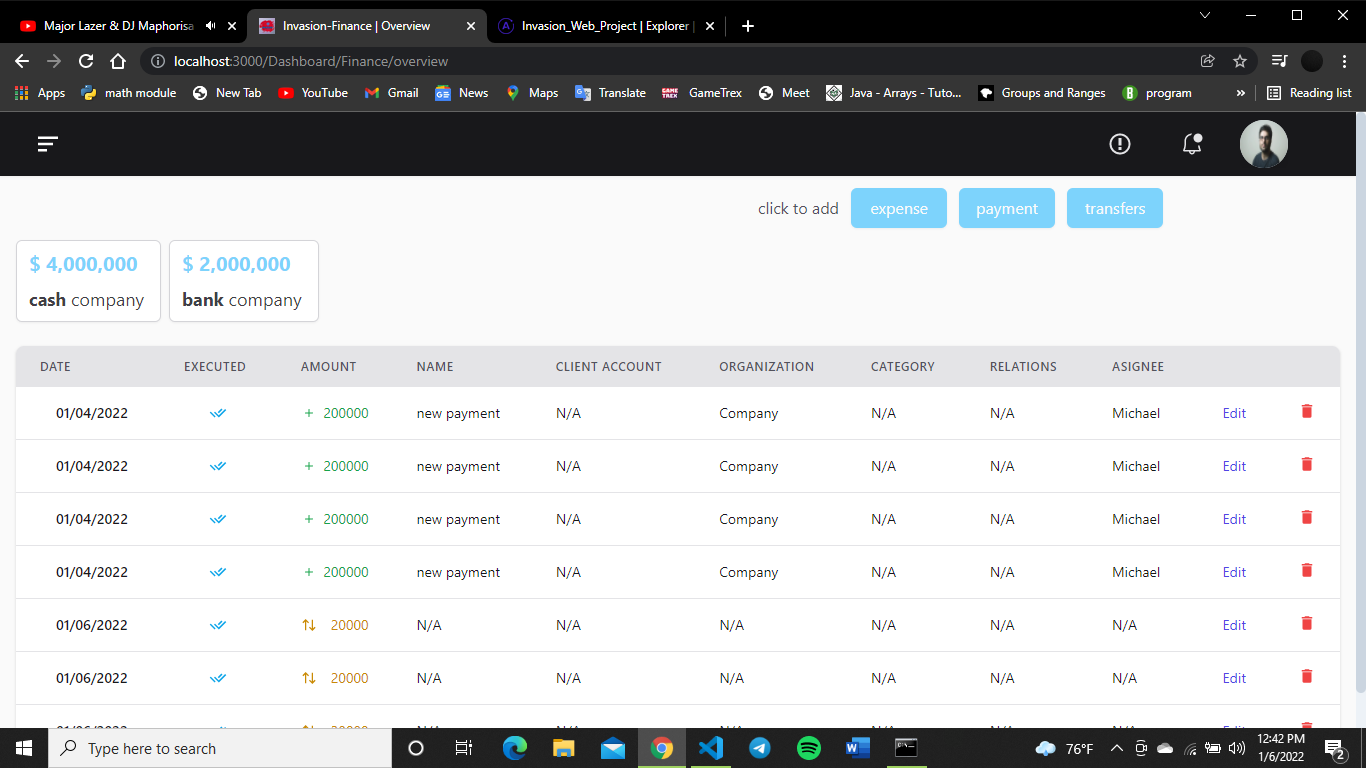 Major Lazer & DJ Maphorisa
Invasion-Finance | Overview
Invasion_Web_Project | Explorer |
localhost:3000/Dashboard/Finance/overview
Apps math module New Tab YouTube Gmail News Maps Translate GameTrex Meet Java - Arrays - Tuto... Groups and Ranges program » Reading list
click to add expense payment transfers
$ 4,000,000 $ 2,000,000
cash company bank company
DATE EXECUTED AMOUNT NAME CLIENT ACCOUNT ORGANIZATION CATEGORY RELATIONS ASIGNEE
01/04/2022 + 200000 new payment N/A Company N/A N/A Michael Edit
01/04/2022 + 200000 new payment N/A Company N/A N/A Michael Edit
01/04/2022 + 200000 new payment N/A Company N/A N/A Michael Edit
01/04/2022 + 200000 new payment N/A Company N/A N/A Michael Edit
01/06/2022 20000 N/A N/A N/A N/A N/A N/A Edit
01/06/2022 20000 N/A N/A N/A N/A N/A N/A Edit
Type here to search
76°F
12:42 PM
1/6/2022
2